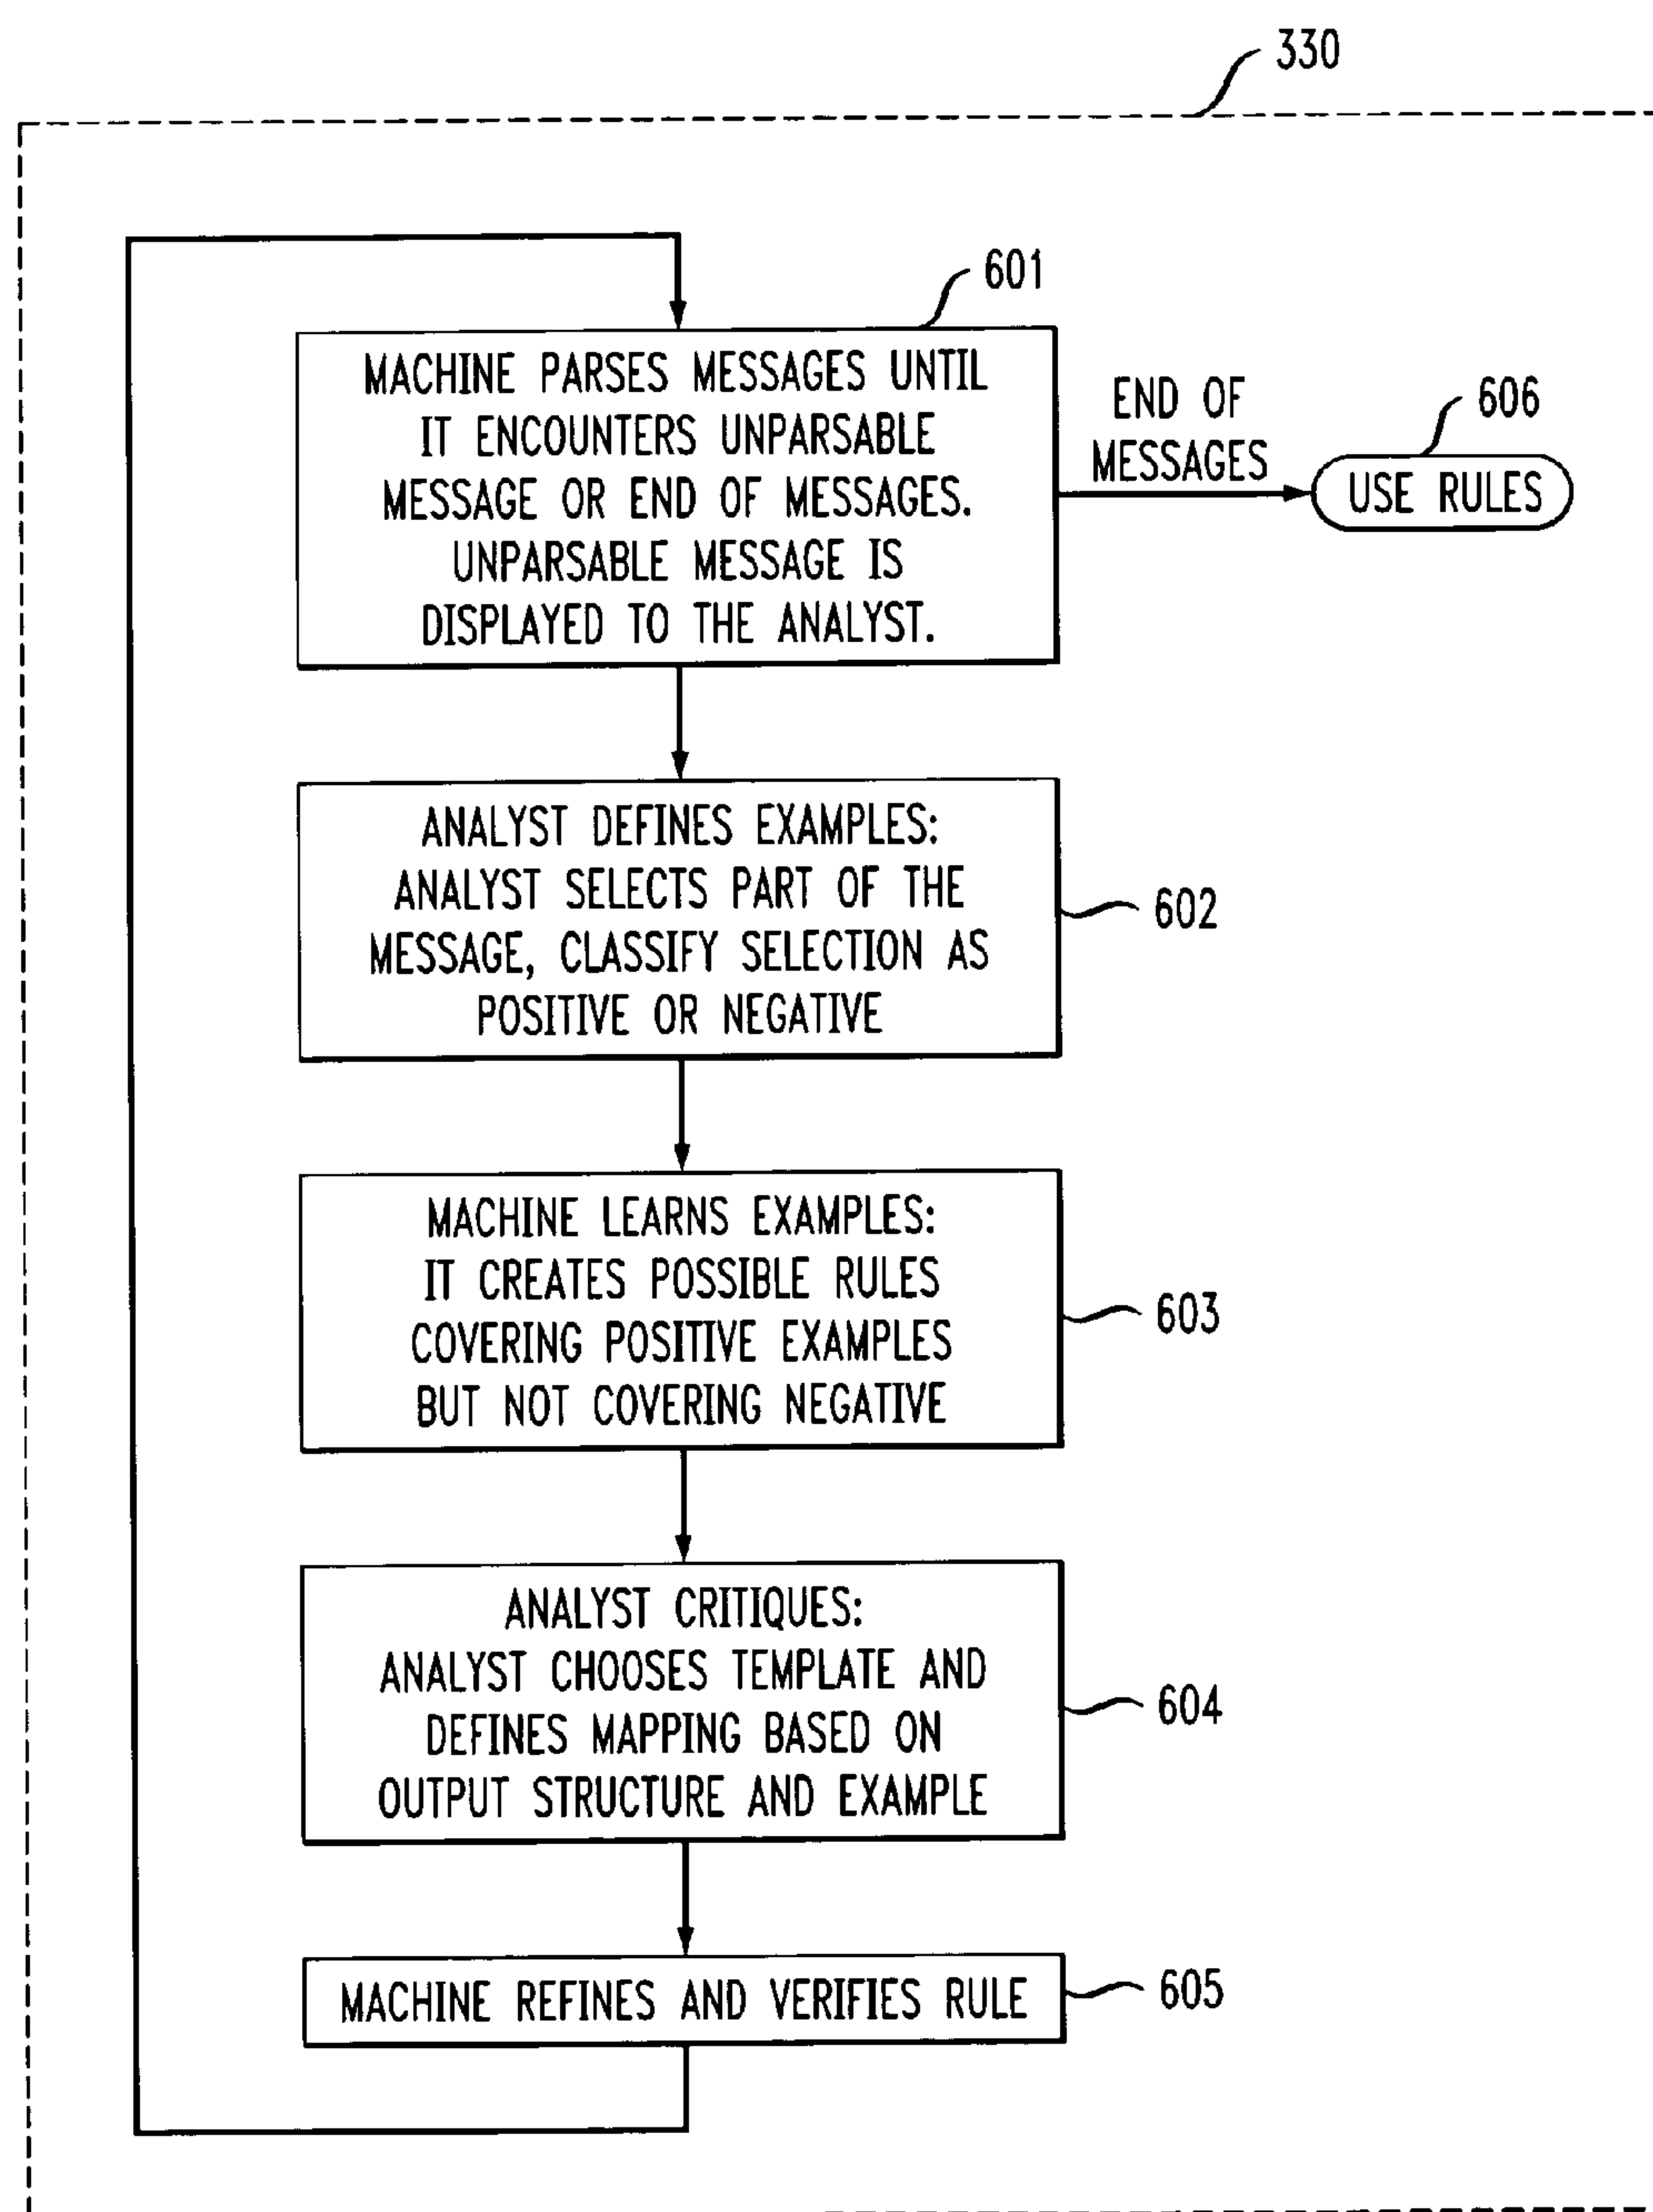 330
601
MACHINE PARSES MESSAGES UNTIL
IT ENCOUNTERS UNPARSABLE
MESSAGE OR END OF MESSAGES.
UNPARSABLE MESSAGE IS
DISPLAYED TO THE ANALYST.
END OF
MESSAGES
606
USE RULES
ANALYST DEFINES EXAMPLES:
ANALYST SELECTS PART OF THE
MESSAGE, CLASSIFY SELECTION AS
POSITIVE OR NEGATIVE
602
MACHINE LEARNS EXAMPLES:
IT CREATES POSSIBLE RULES
COVERING POSITIVE EXAMPLES
BUT NOT COVERING NEGATIVE
603
ANALYST CRITIQUES:
ANALYST CHOOSES TEMPLATE AND
DEFINES MAPPING BASED ON
OUTPUT STRUCTURE AND EXAMPLE
604
MACHINE REFINES AND VERIFIES RULE
605